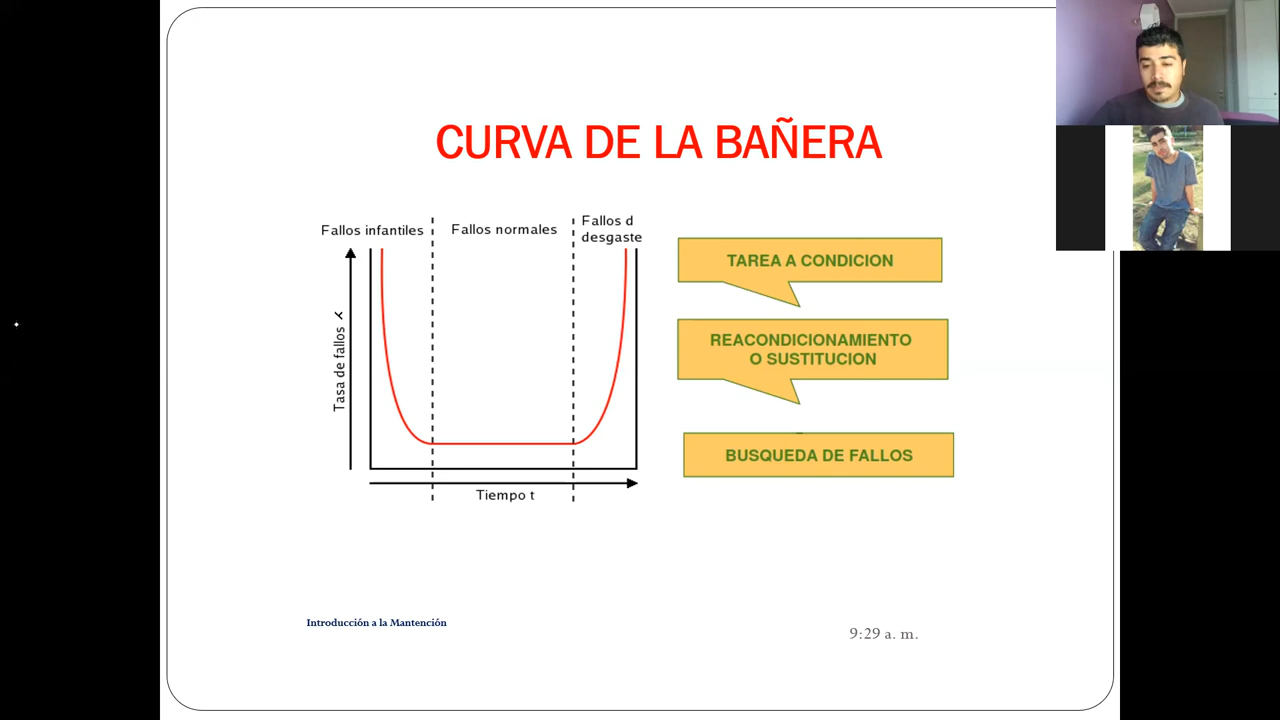 CURVA DE LA BAÑERA
Fallos infantiles
Fallos normales
Fallos d
desgaste
Tasa de fallos λ
Tiempo t
TAREA A CONDICION
REACONDICIONAMIENTO
O SUSTITUCION
BUSQUEDA DE FALLOS
Introducción a la Mantención
9:29 a. m.